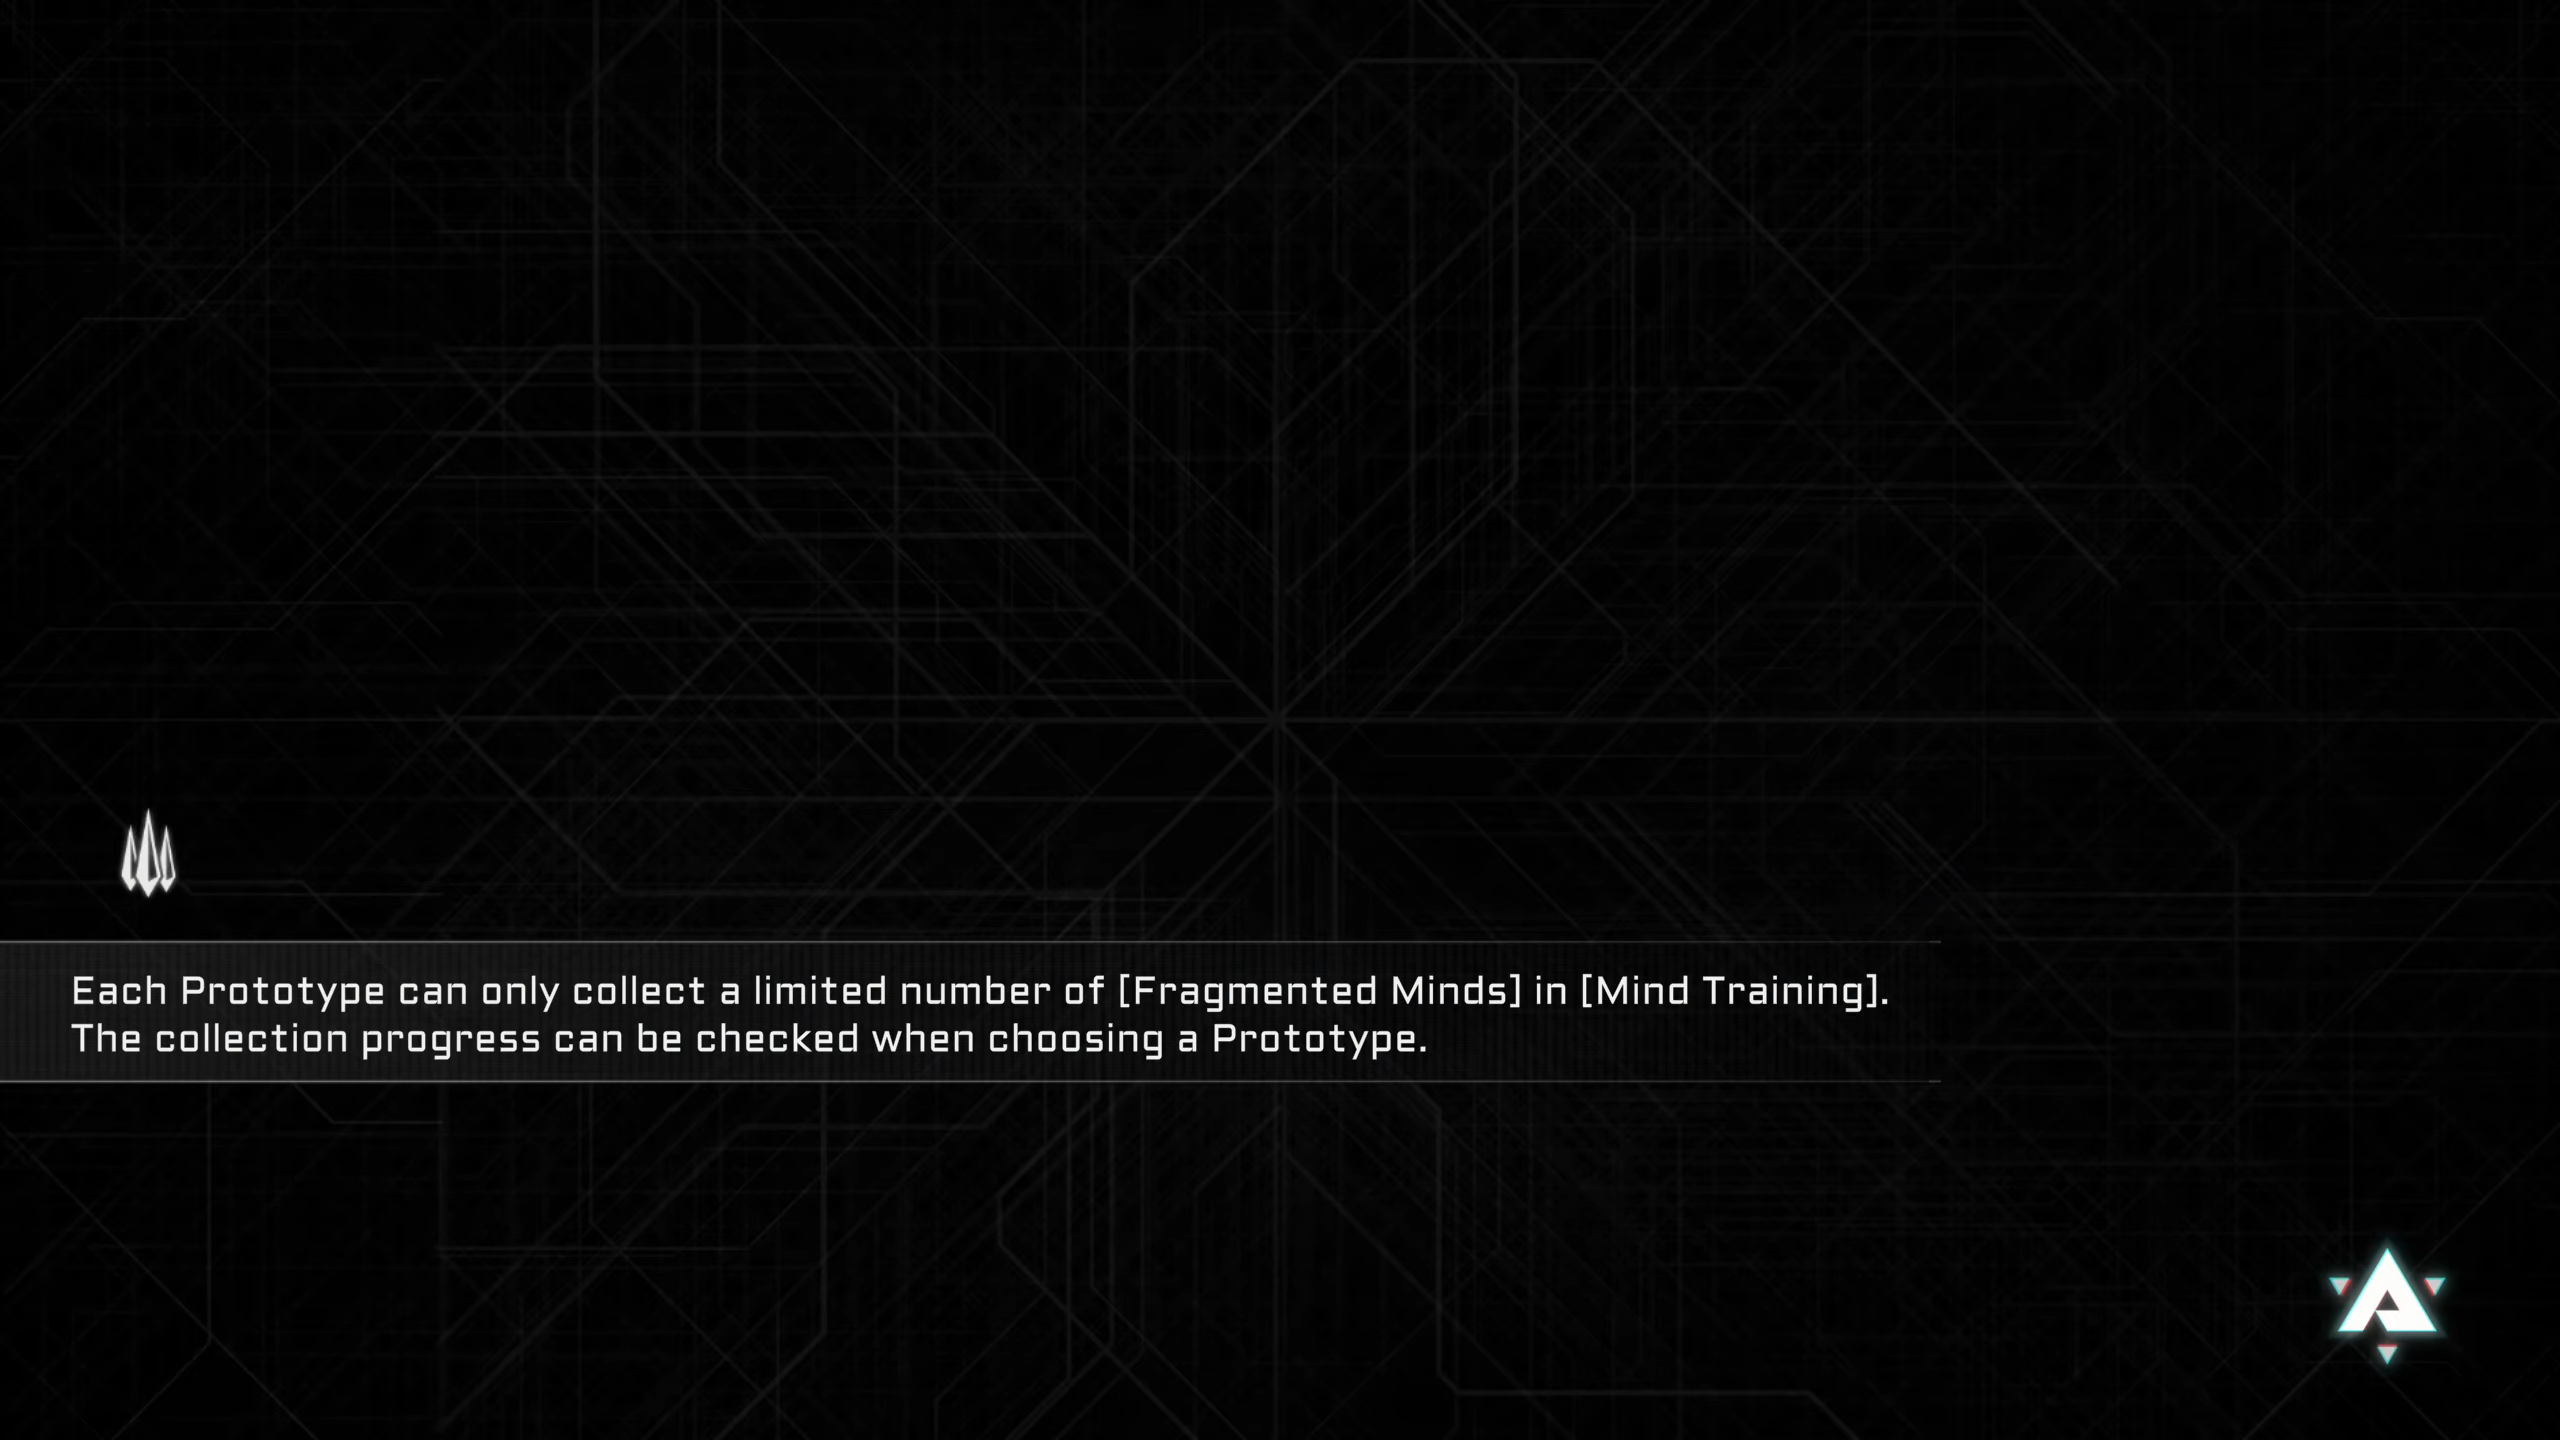 Each Prototype can only collect a limited number of [Fragmented Minds] in [Mind Training].
The collection progress can be checked when choosing a Prototype.